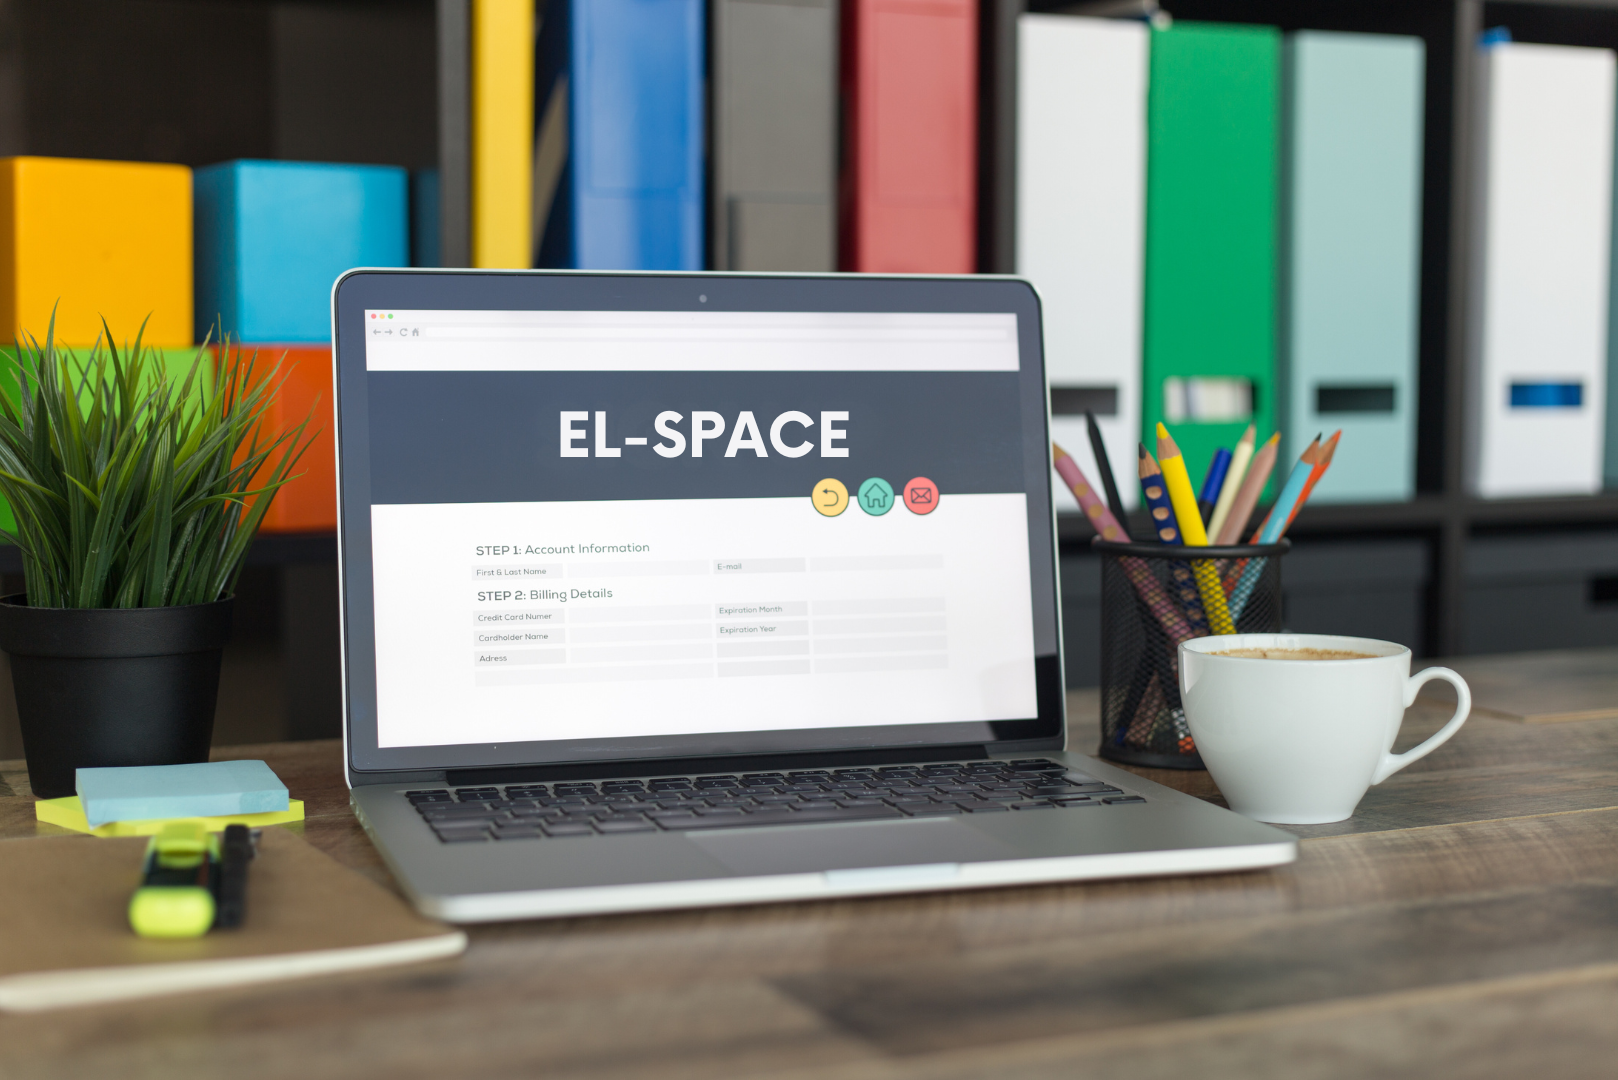 EL-SPACE
STEP 1: Account Information
First & Last Name E-mail
STEP 2: Billing Details
Credit Card Numer Expiration Month
Cardholder Name Expiration Year
Adress